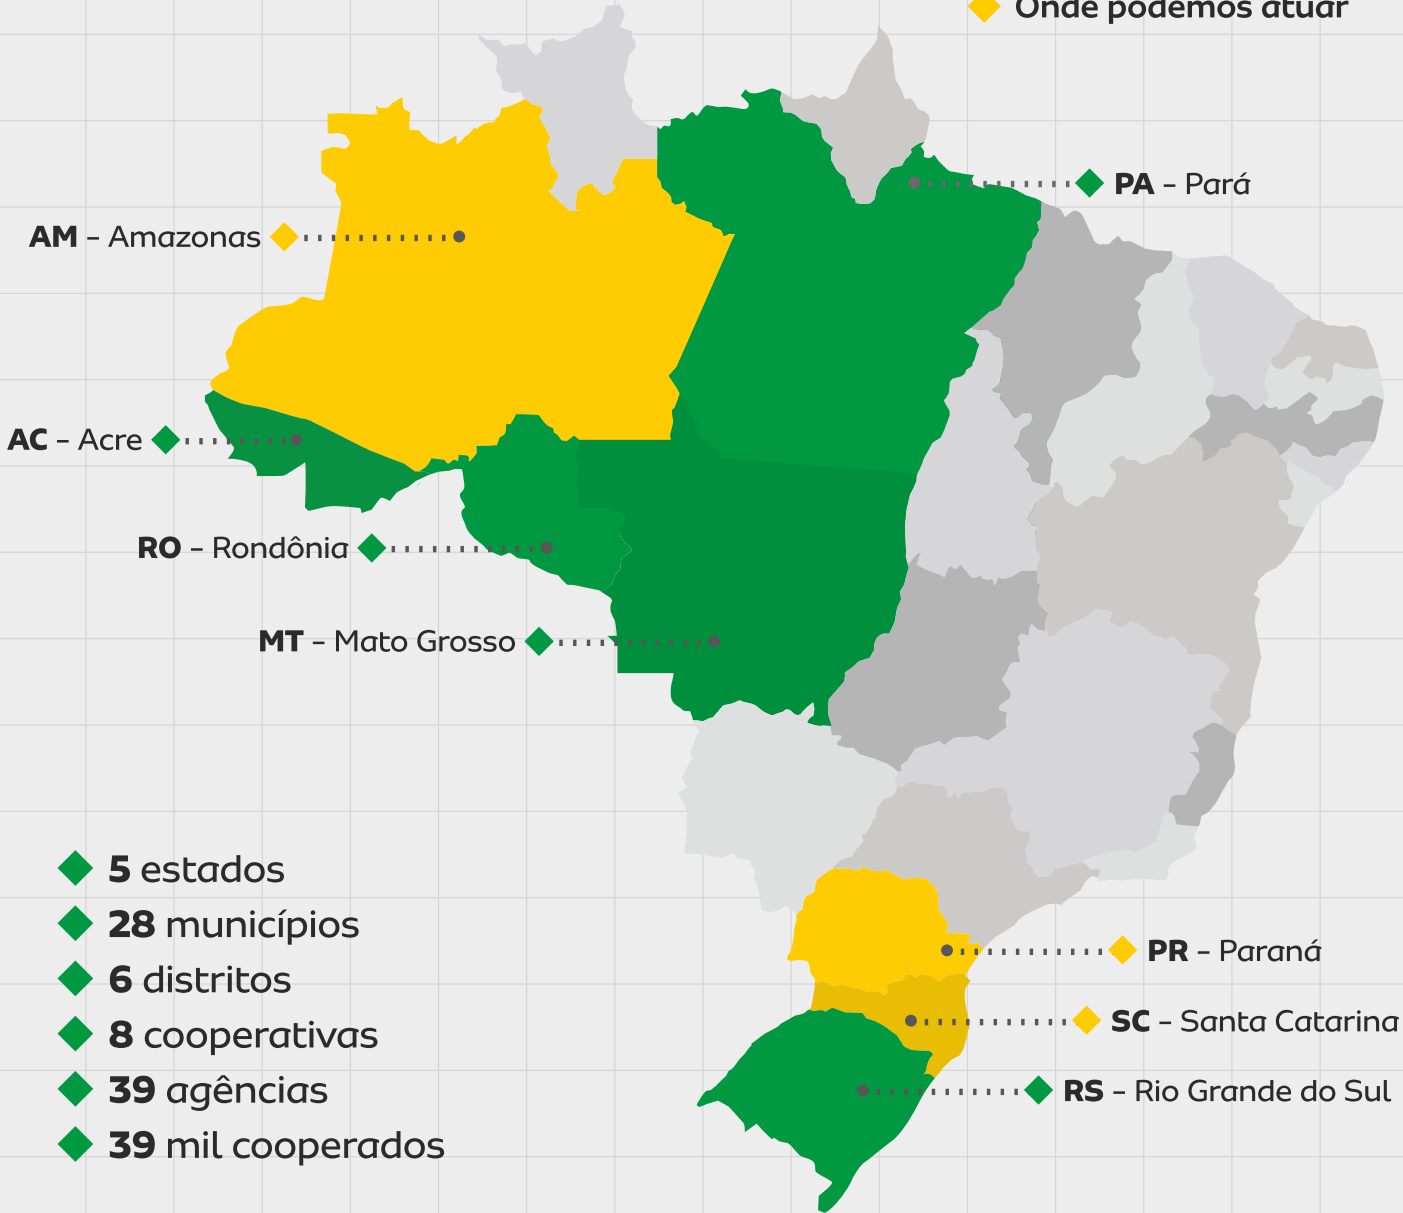 Onde podemos atuar
PA – Pará
AM – Amazonas
AC – Acre
RO – Rondônia
MT – Mato Grosso
5 estados
28 municípios
6 distritos
8 cooperativas
39 agências
39 mil cooperados
PR – Paraná
SC – Santa Catarina
RS – Rio Grande do Sul